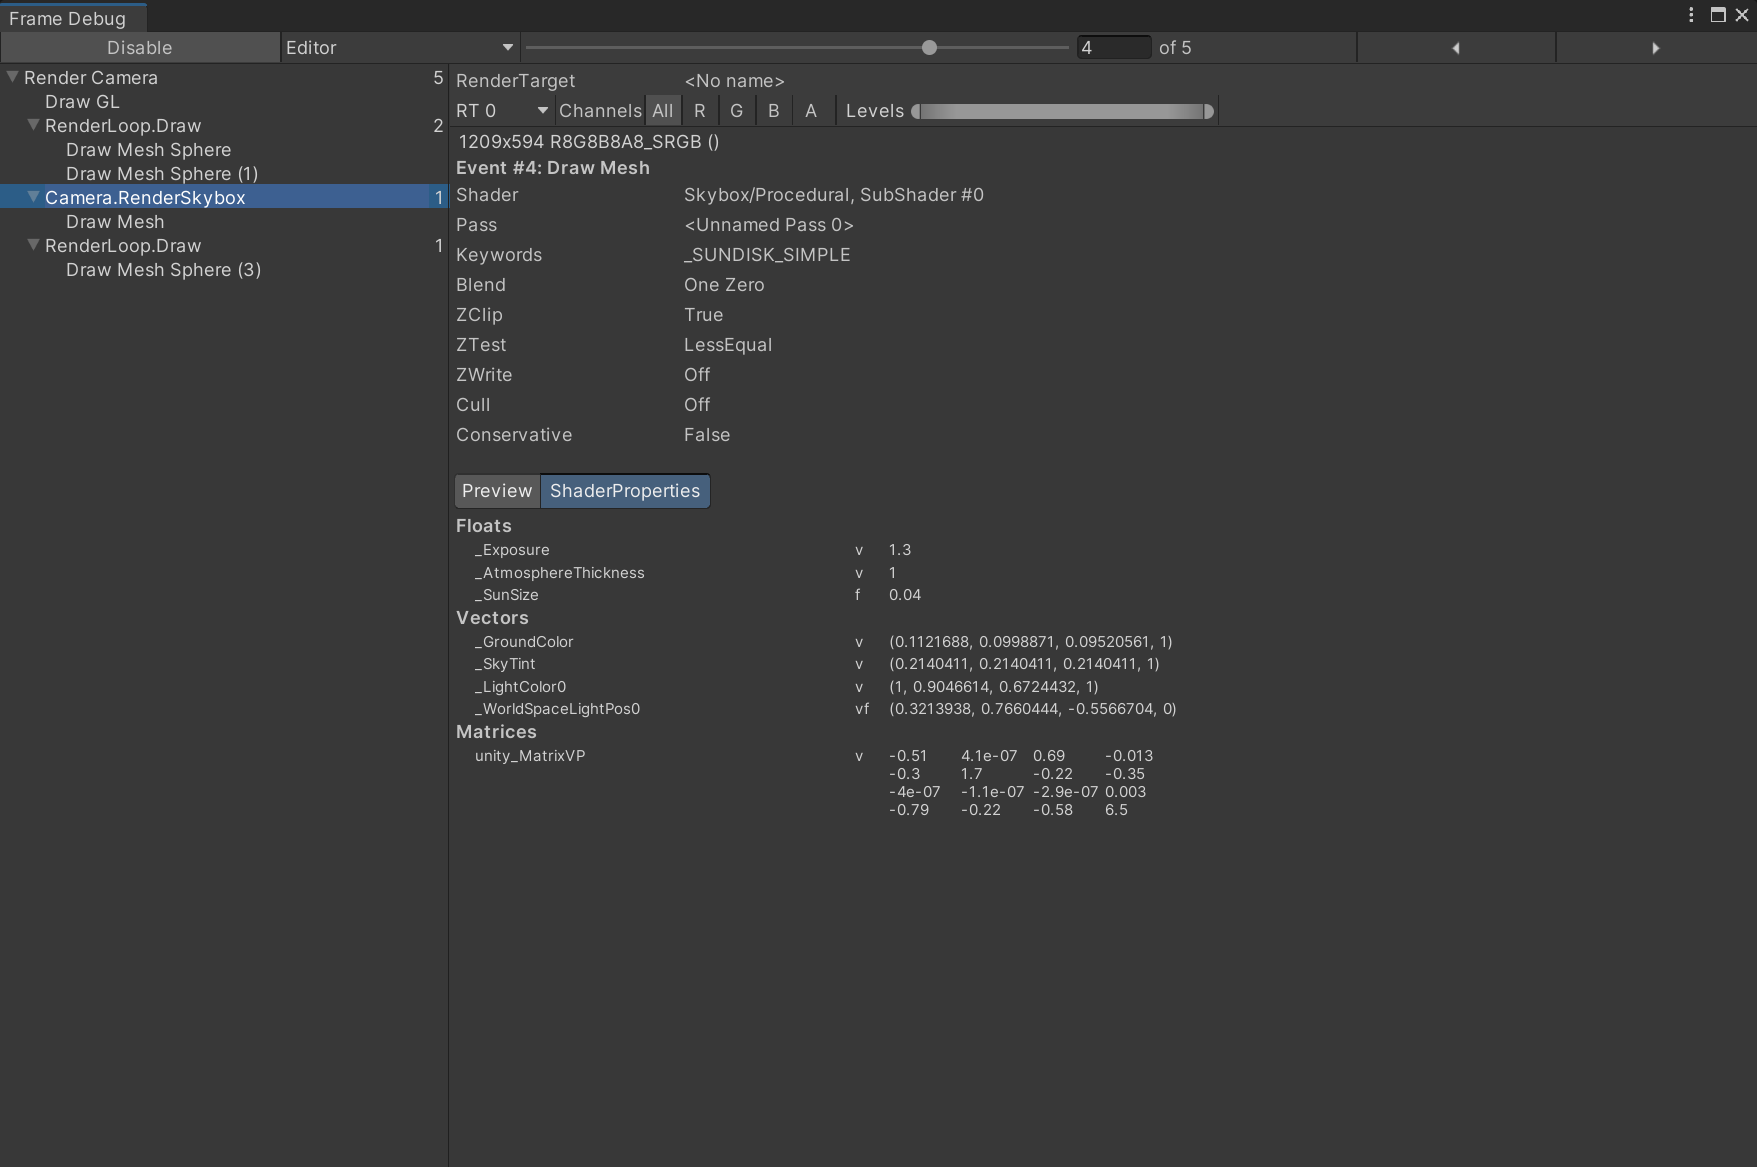 Frame Debug
Disable Editor 4 of 5
Render Camera 5
Draw GL
RenderLoop.Draw 2
Draw Mesh Sphere
Draw Mesh Sphere (1)
Camera.RenderSkybox 1
Draw Mesh
RenderLoop.Draw 1
Draw Mesh Sphere (3)
RenderTarget <No name>
RT 0 Channels All R G B A Levels
1209x594 R8G8B8A8_SRGB ()
Event #4: Draw Mesh
Shader Skybox/Procedural, SubShader #0
Pass <Unnamed Pass 0>
Keywords _SUNDISK_SIMPLE
Blend One Zero
ZClip True
ZTest LessEqual
ZWrite Off
Cull Off
Conservative False
Preview ShaderProperties
Floats
_Exposure v 1.3
_AtmosphereThickness v 1
_SunSize f 0.04
Vectors
_GroundColor v (0.1121688, 0.0998871, 0.09520561, 1)
_SkyTint v (0.2140411, 0.2140411, 0.2140411, 1)
_LightColor0 v (1, 0.9046614, 0.6724432, 1)
_WorldSpaceLightPos0 vf (0.3213938, 0.7660444, -0.5566704, 0)
Matrices
unity_MatrixVP v -0.51 4.1e-07 0.69 -0.013
-0.3 1.7 -0.22 -0.35
-4e-07 -1.1e-07 -2.9e-07 0.003
-0.79 -0.22 -0.58 6.5